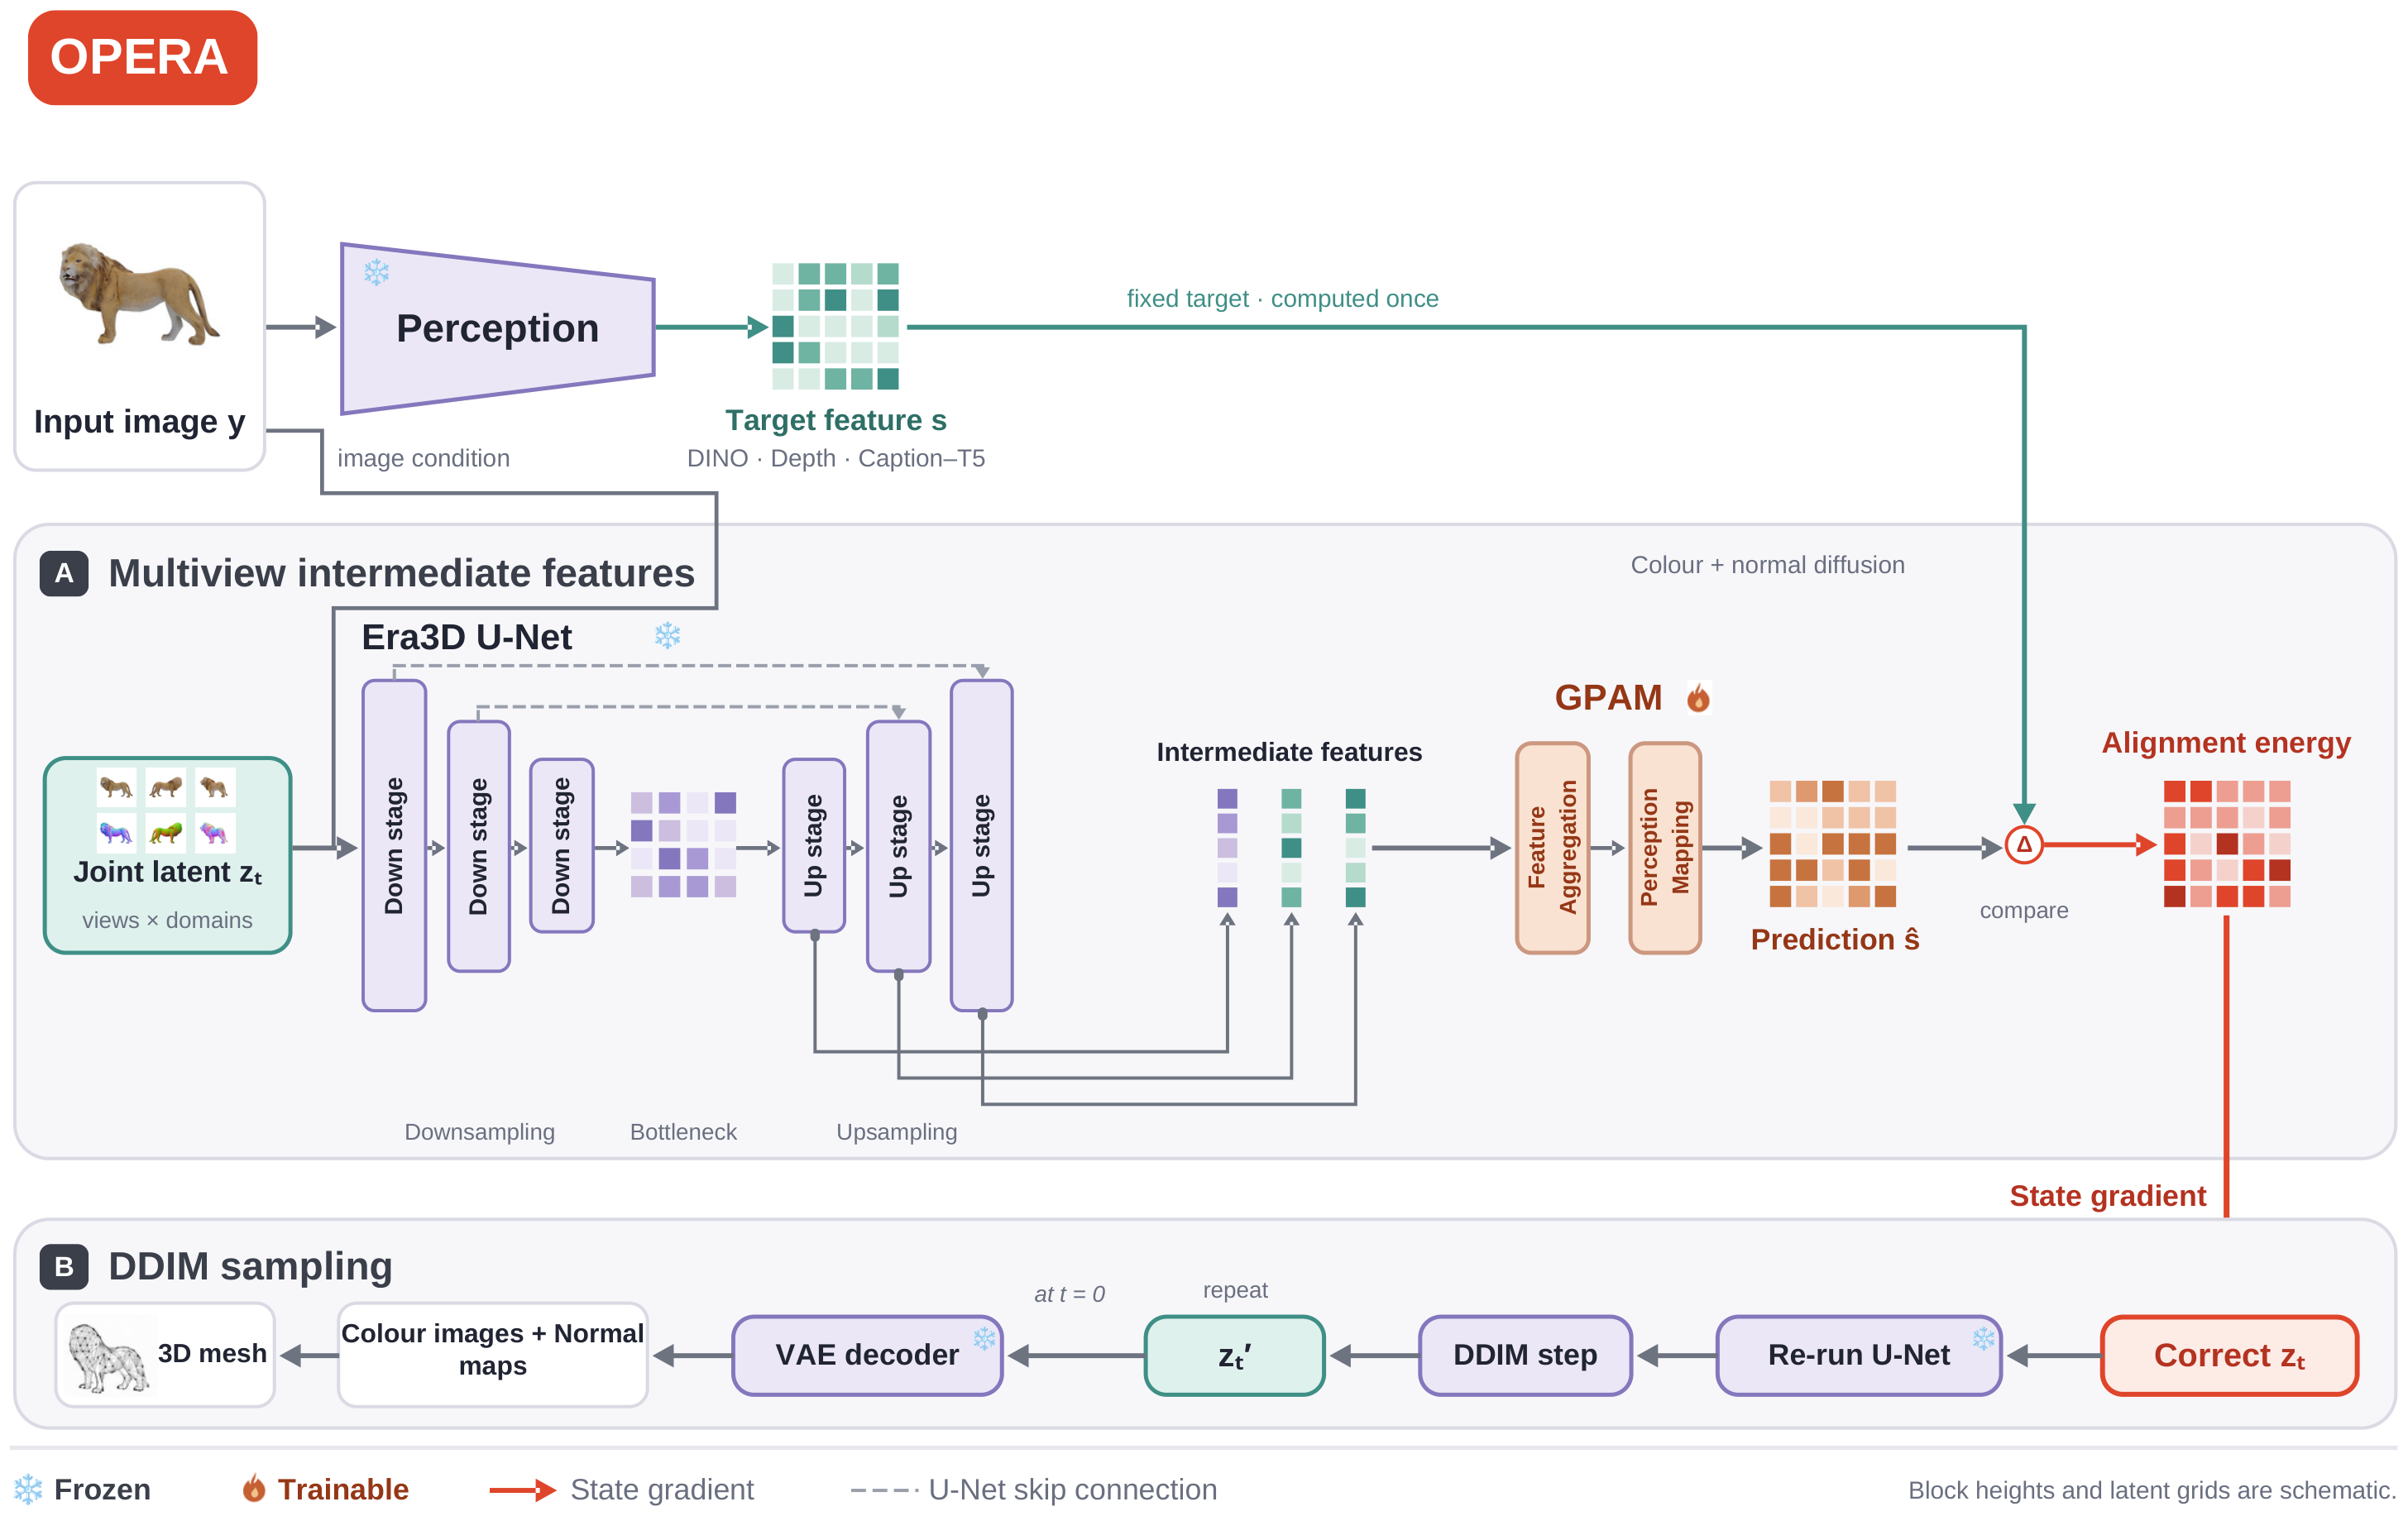 OPERA
Input image y
Perception
fixed target · computed once
Target feature s
DINO · Depth · Caption–T5
image condition
A
Multiview intermediate features
Colour + normal diffusion
Era3D U-Net
Joint latent zₜ
views × domains
Down stage
Down stage
Down stage
Up stage
Up stage
Up stage
Downsampling
Bottleneck
Upsampling
Intermediate features
GPAM
Feature
Aggregation
Perception
Mapping
Prediction ŝ
Δ
compare
Alignment energy
State gradient
B
DDIM sampling
3D mesh
Colour images + Normal
maps
VAE decoder
at t = 0
repeat
zₜ′
DDIM step
Re-run U-Net
Correct zₜ
Frozen
Trainable
State gradient
U-Net skip connection
Block heights and latent grids are schematic.